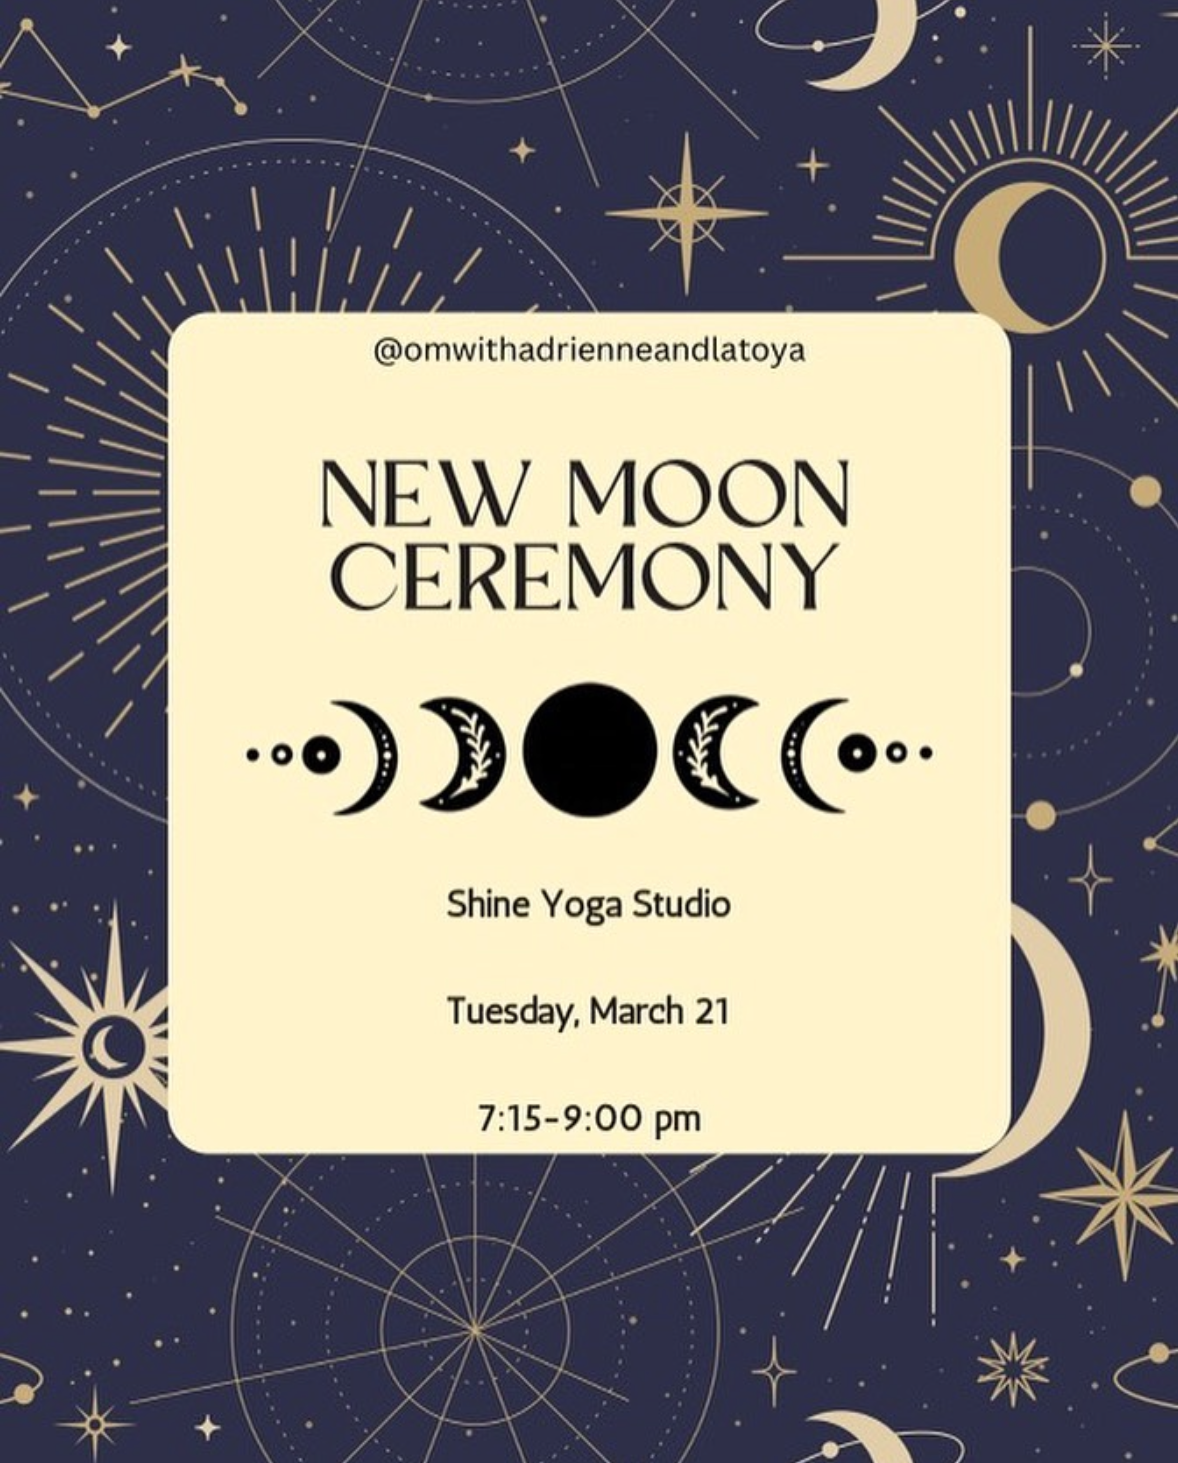 @omwithadrienneandlatoya
NEW MOON
CEREMONY
Shine Yoga Studio
Tuesday, March 21
7:15-9:00 pm